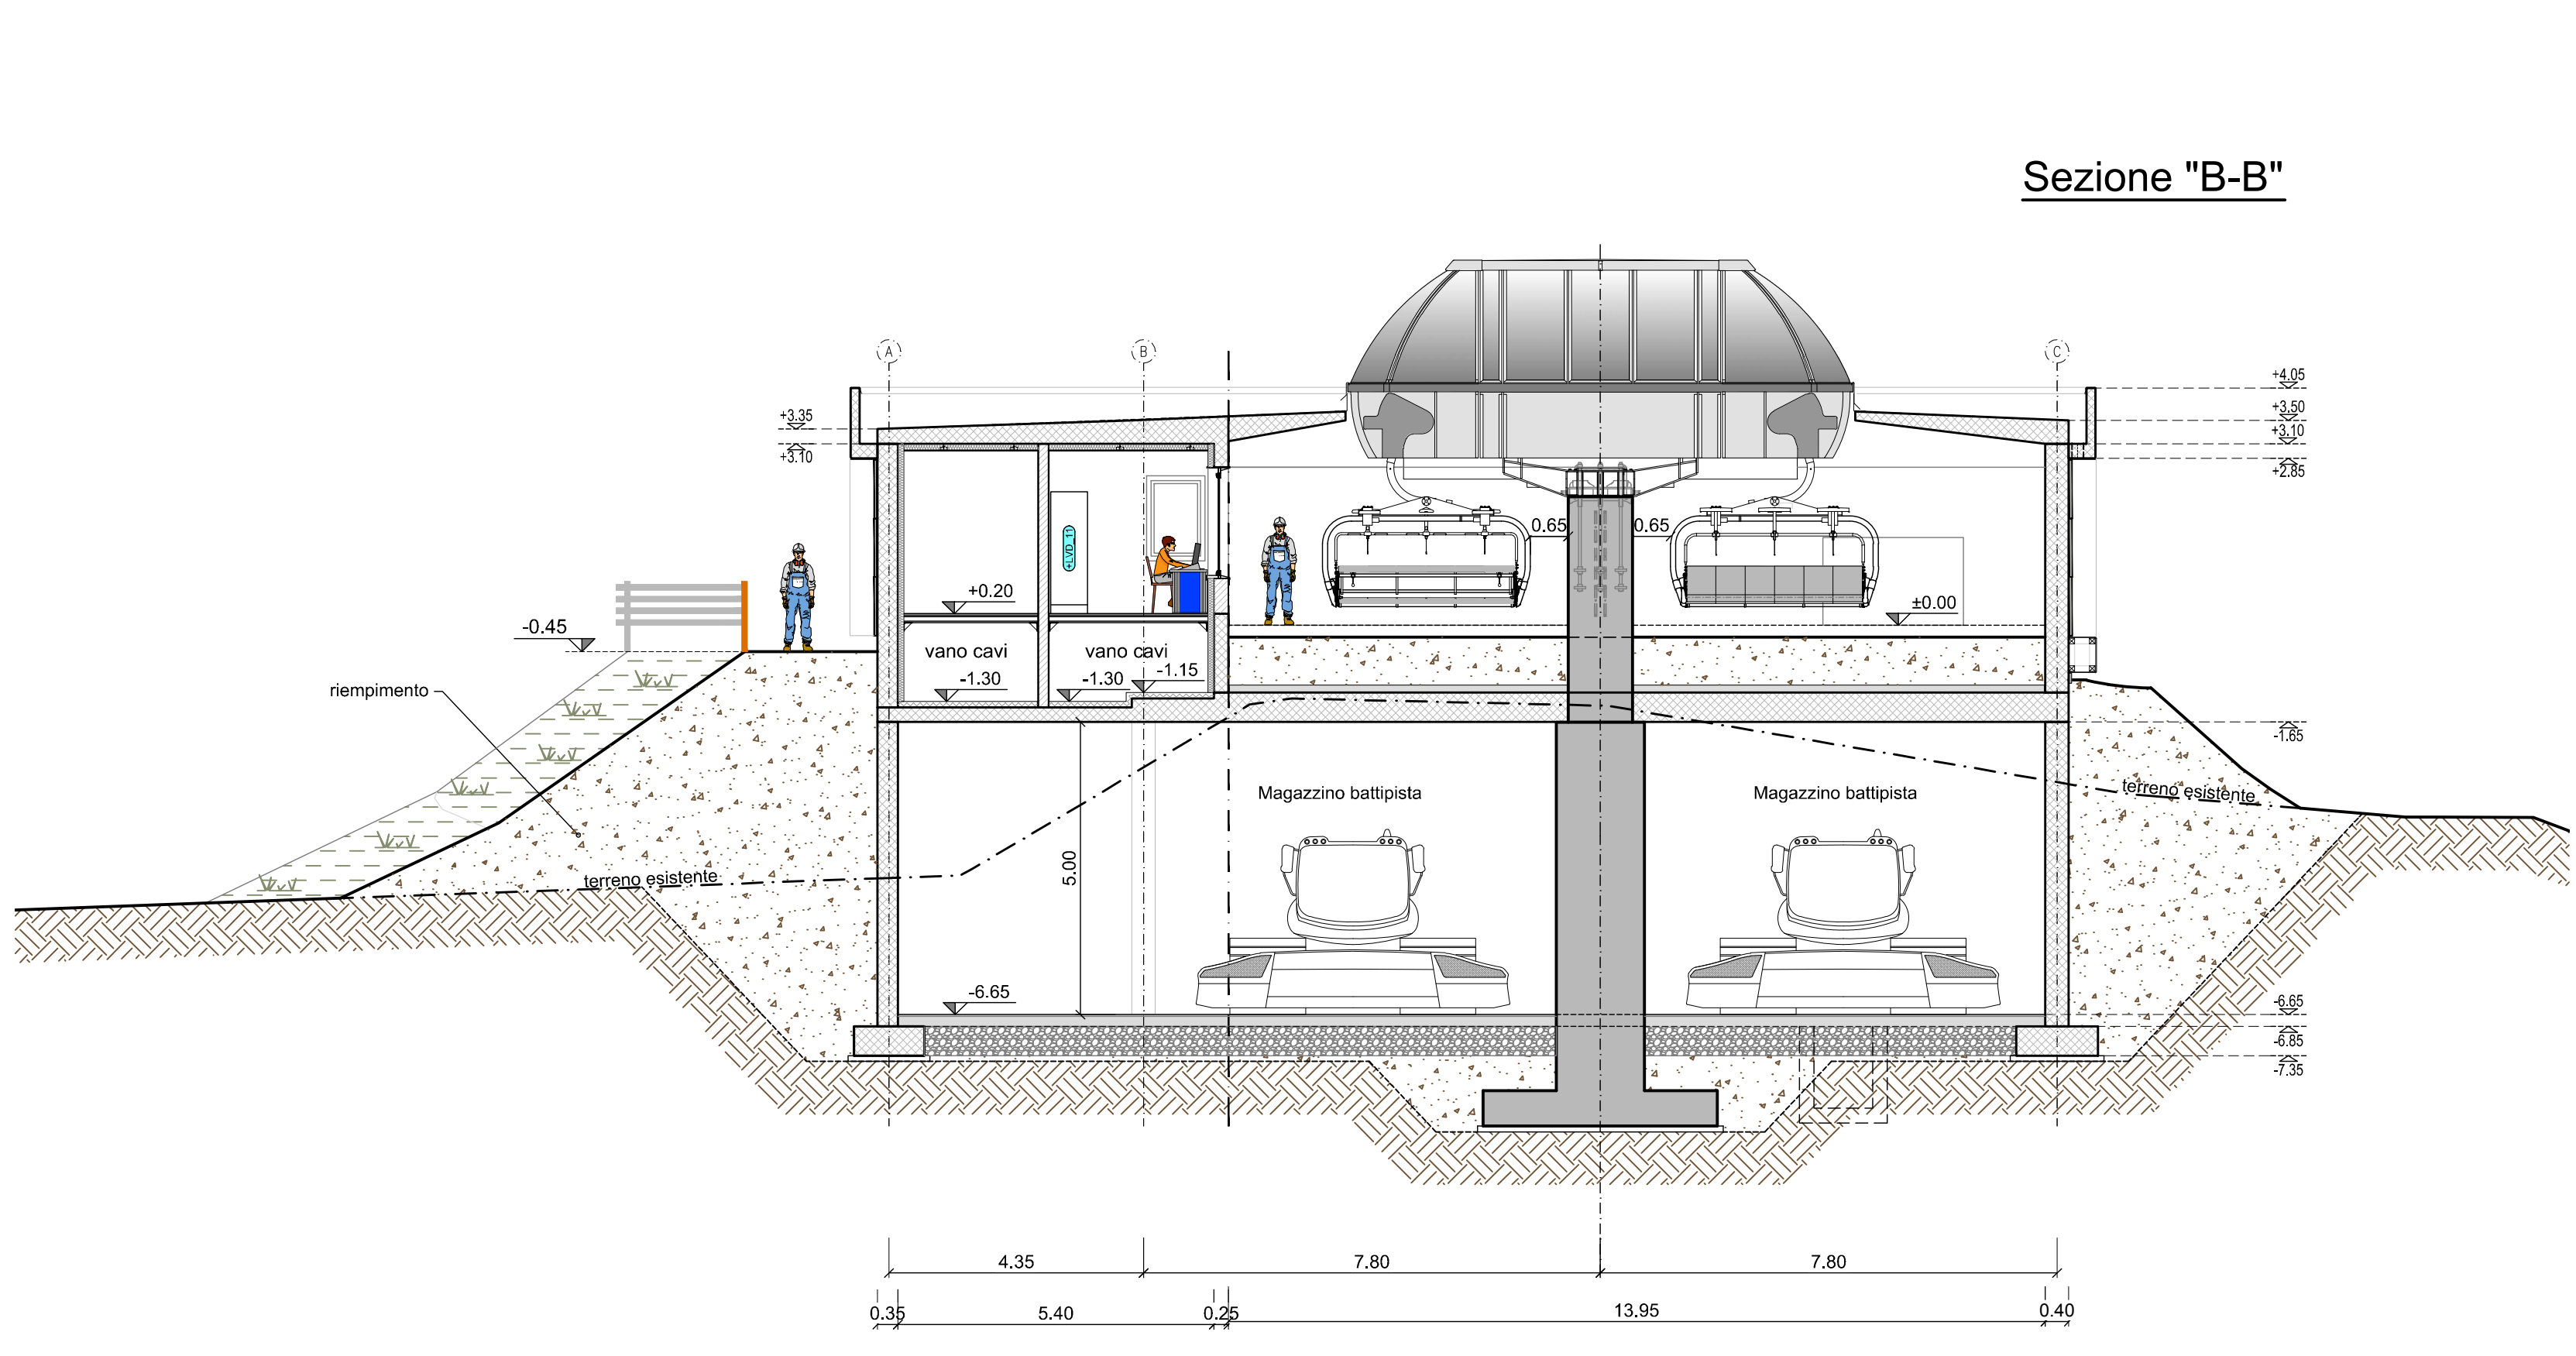 Sezione "B-B"
A
B
C
+4.05
+3.35
+3.50
+3.10
+3.10
+2.85
0.65
0.65
+LVD_11
+0.20
±0.00
-0.45
vano cavi
vano cavi
-1.15
-1.30
-1.30
riempimento
-1.65
Magazzino battipista
Magazzino battipista
terreno esistente
5.00
terreno esistente
-6.65
-6.65
-6.85
-7.35
4.35
7.80
7.80
0.35
5.40
0.25
13.95
0.40